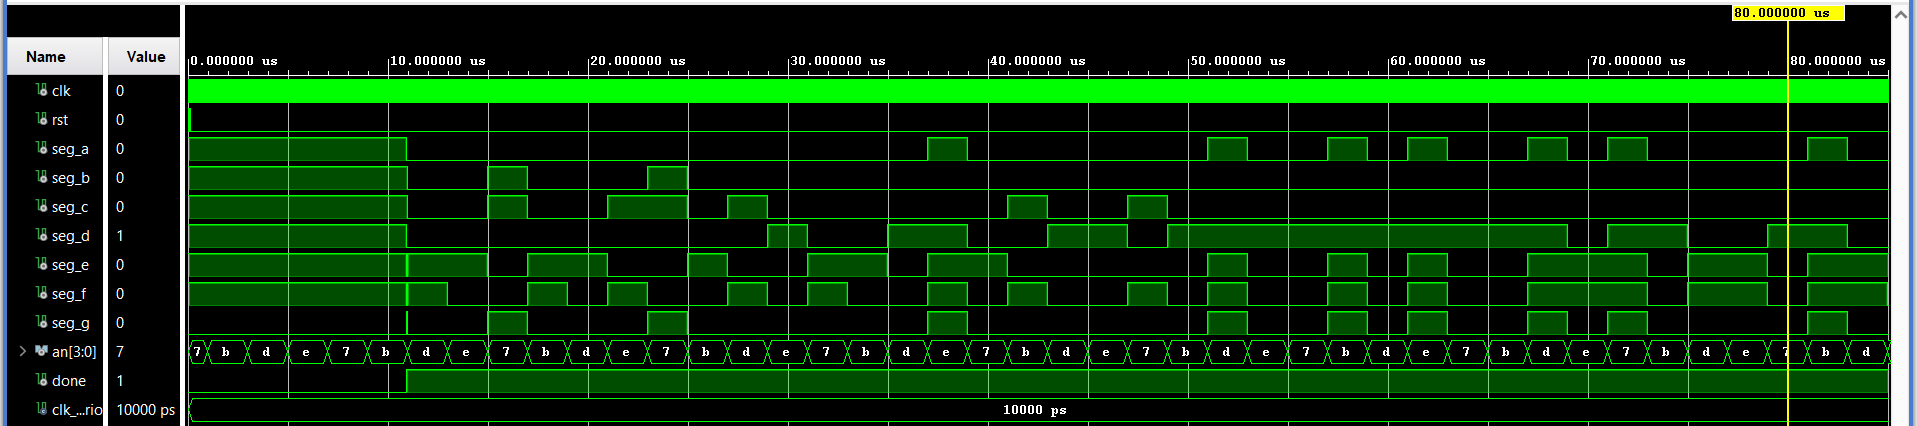 80.000000 us
Name Value
0.000000 us 10.000000 us 20.000000 us 30.000000 us 40.000000 us 50.000000 us 60.000000 us 70.000000 us 80.000000 us
clk 0
rst 0
seg_a 0
seg_b 0
seg_c 0
seg_d 1
seg_e 0
seg_f 0
seg_g 0
an[3:0] 7 7 b d e 7 b d e 7 b d e 7 b d e 7 b d e 7 b d e 7 b d e 7 b d e 7 b d e 7 b d e 7 b d
done 1
clk_...rio 10000 ps 10000 ps